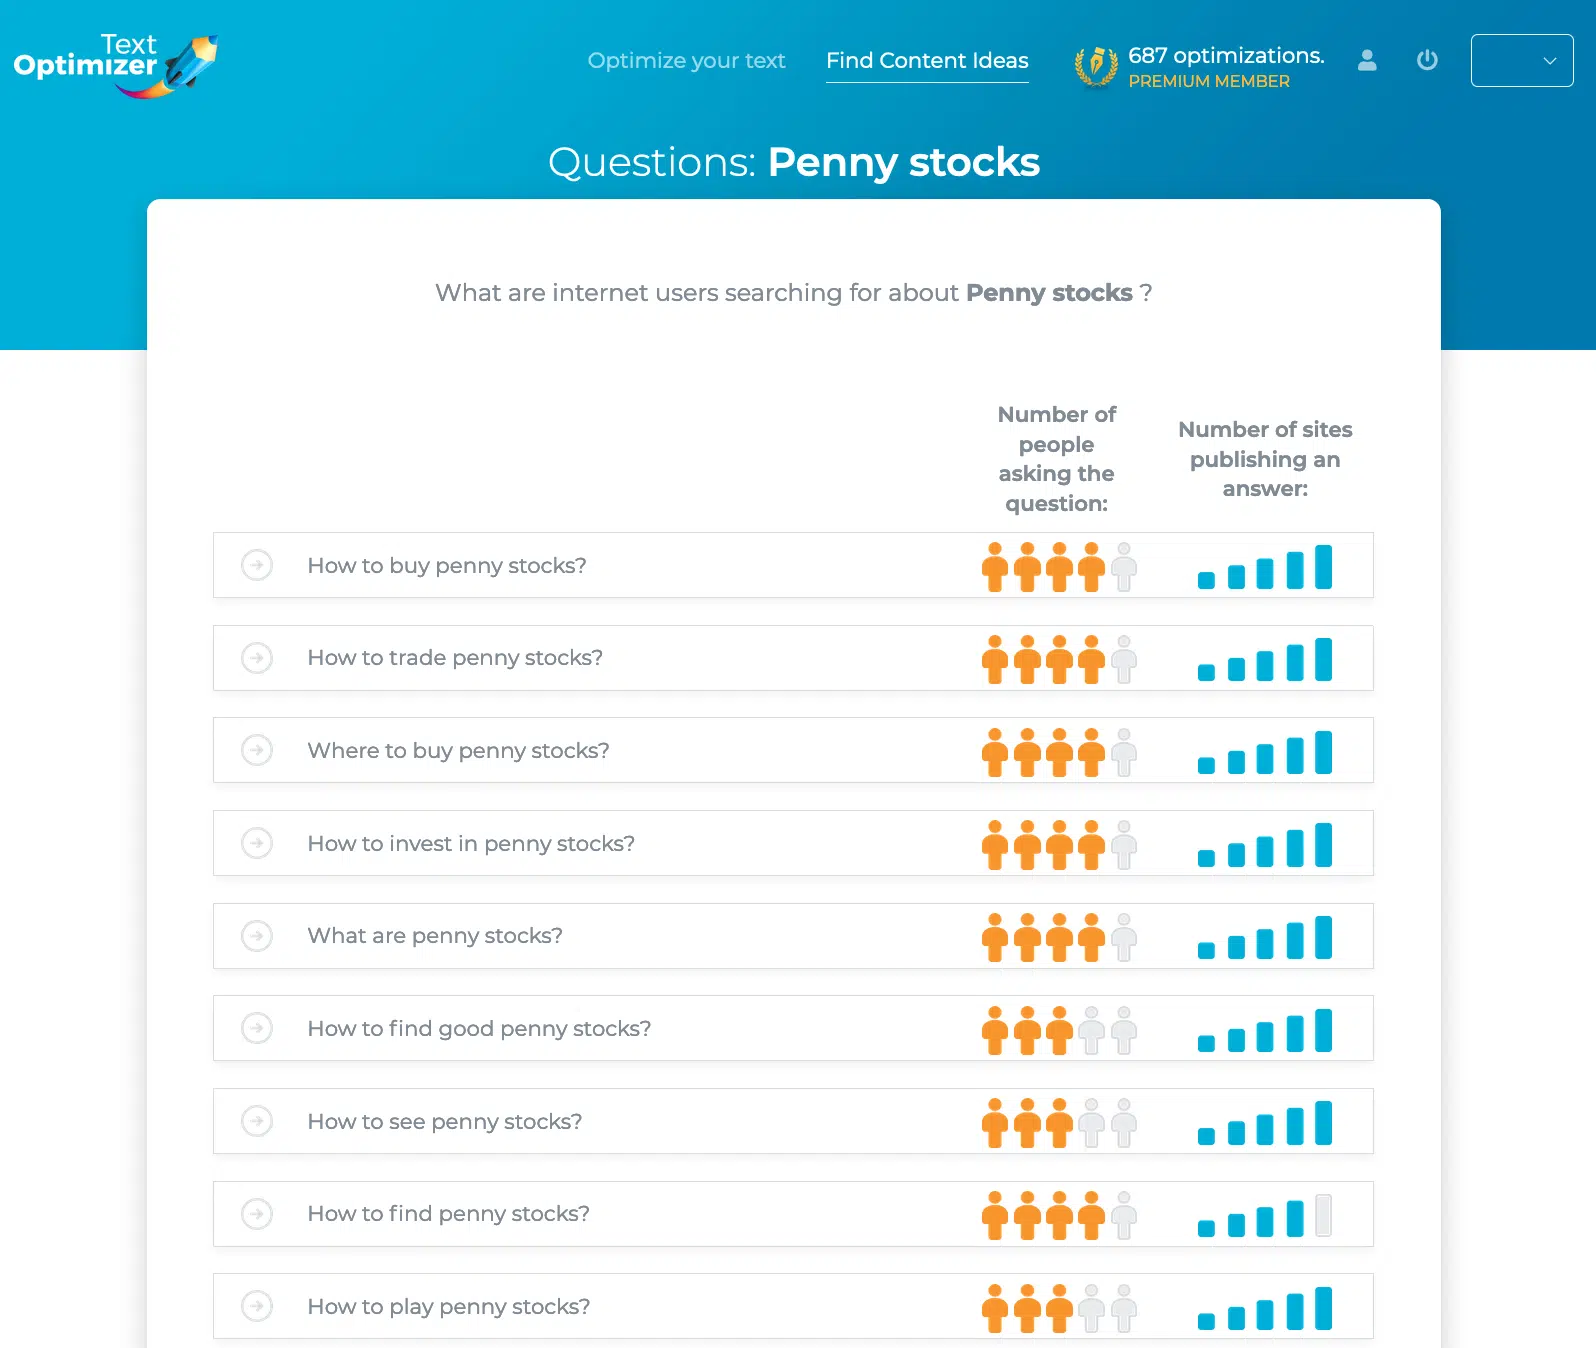 Text
Optimizer
Optimize your text
Find Content Ideas
687 optimizations.
PREMIUM MEMBER
Questions: Penny stocks
What are internet users searching for about Penny stocks ?
Number of
people
asking the
question:
Number of sites
publishing an
answer:
How to buy penny stocks?
How to trade penny stocks?
Where to buy penny stocks?
How to invest in penny stocks?
What are penny stocks?
How to find good penny stocks?
How to see penny stocks?
How to find penny stocks?
How to play penny stocks?